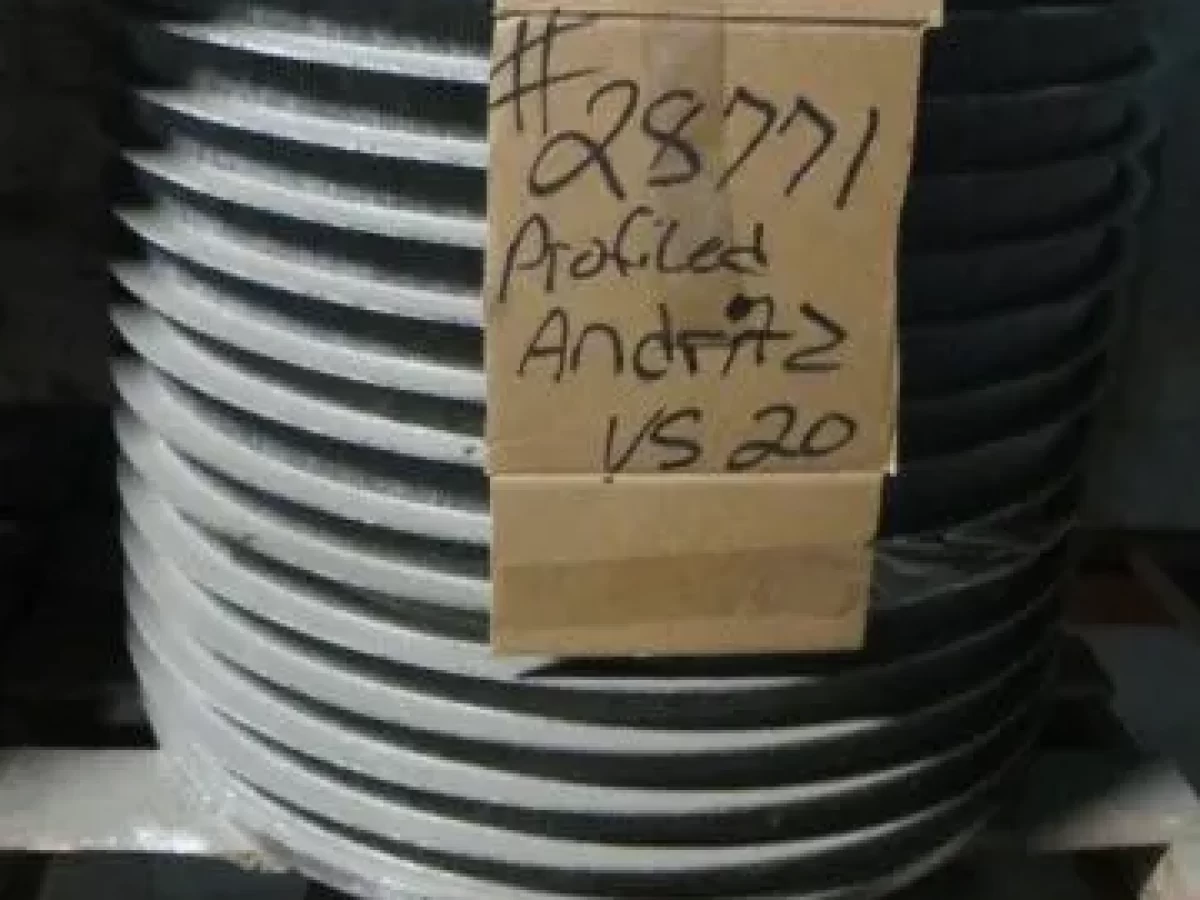 #28771
Profiled
Andritz
VS 20